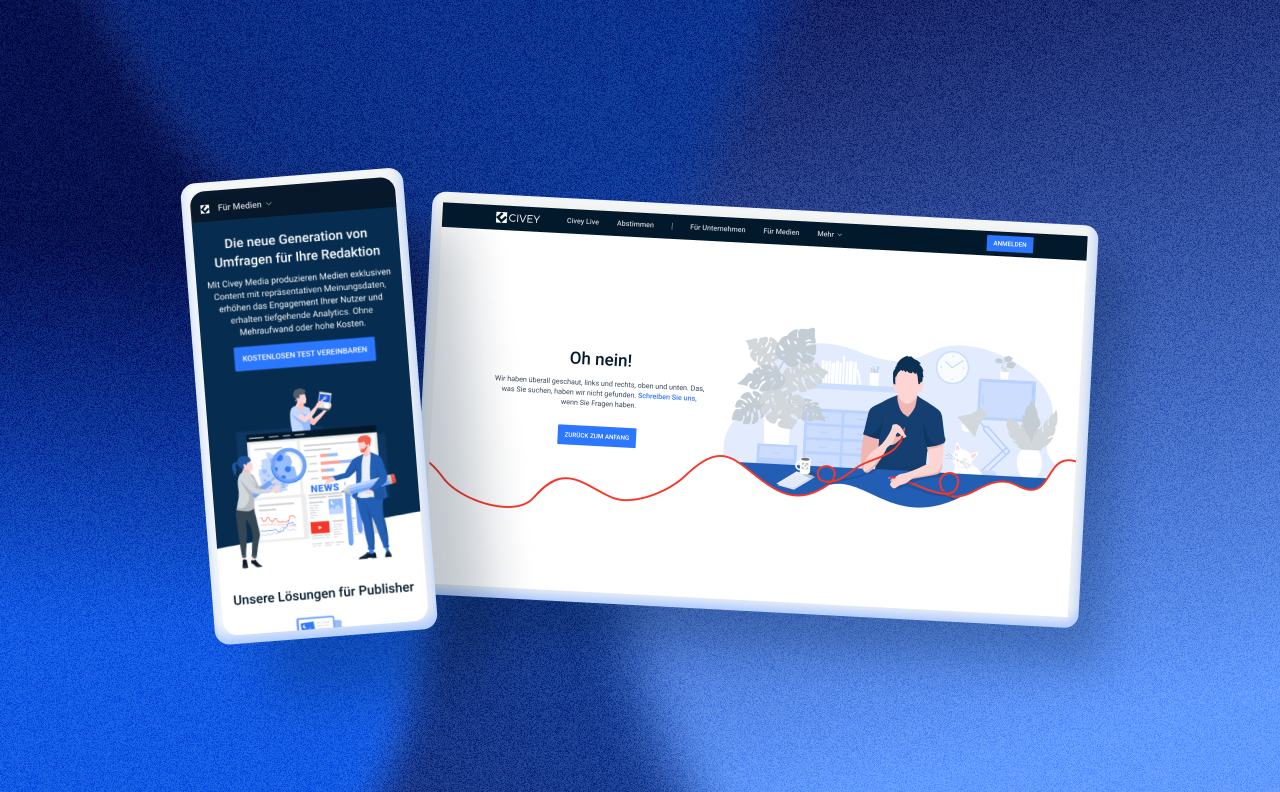 Für Medien
Die neue Generation von
Umfragen für Ihre Redaktion
Mit Civey Media produzieren Medien exklusiven
Content mit repräsentativen Meinungsdaten,
erhöhen das Engagement Ihrer Nutzer und
erhalten tiefgehende Analytics. Ohne
Mehraufwand oder hohe Kosten.
KOSTENLOSEN TEST VEREINBAREN
NEWS
Unsere Lösungen für Publisher
CIVEY
Civey Live
Abstimmen
|
Für Unternehmen
Für Medien
Mehr
ANMELDEN
Oh nein!
Wir haben überall geschaut, links und rechts, oben und unten. Das,
was Sie suchen, haben wir nicht gefunden. Schreiben Sie uns,
wenn Sie Fragen haben.
ZURÜCK ZUM ANFANG